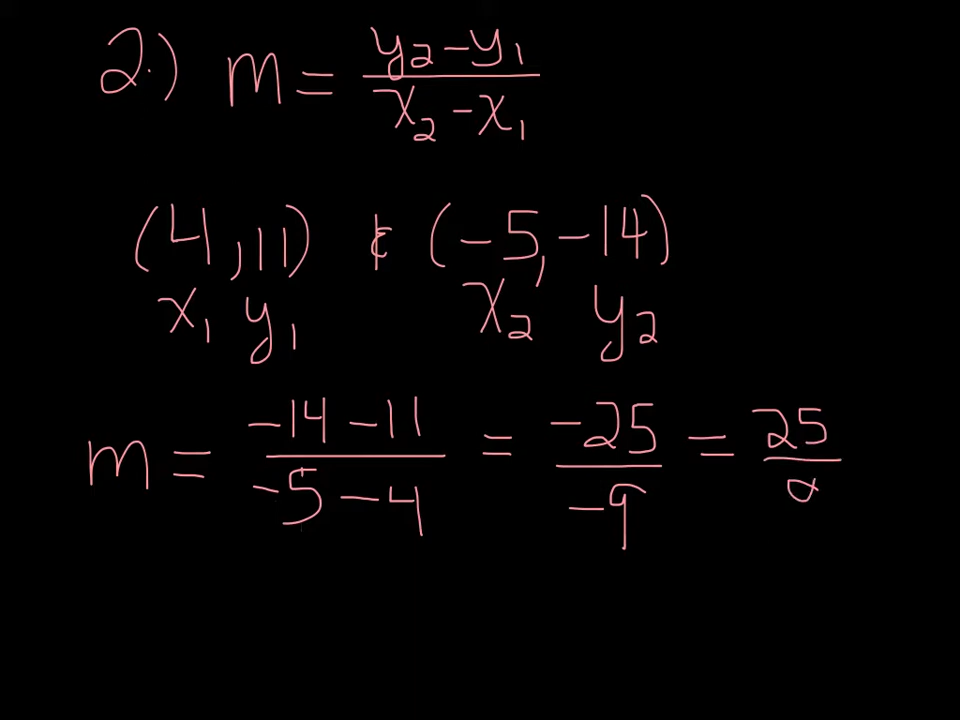 2.) m = y₂-y₁ / x₂-x₁
(4,11) & (-5,-14)
x₁ y₁ x₂ y₂
m = -14-11 / -5-4 = -25 / -9 = 25 /